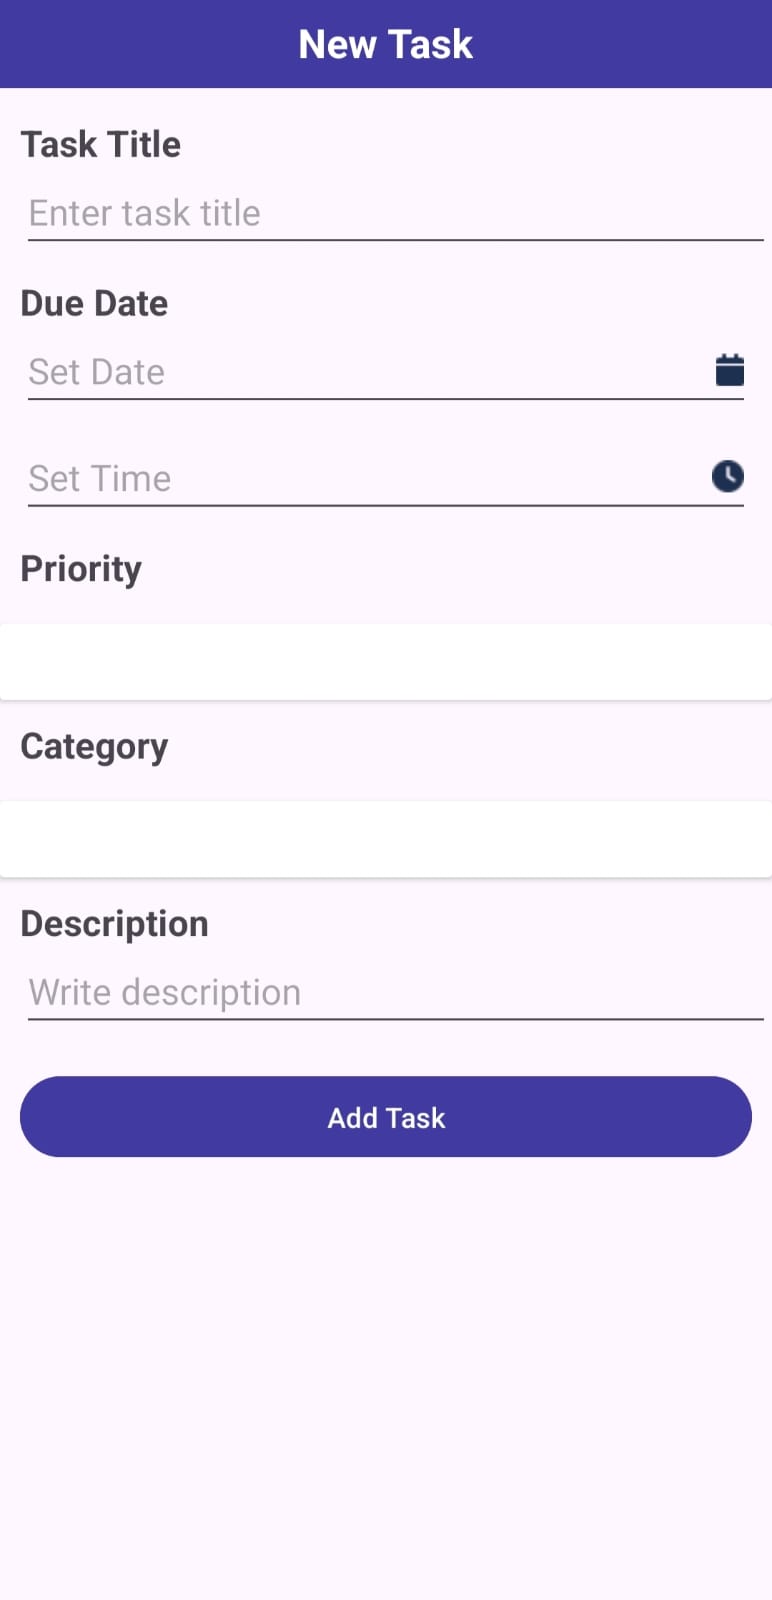 New Task
Task Title
Enter task title
Due Date
Set Date
Set Time
Priority
Category
Description
Write description
Add Task